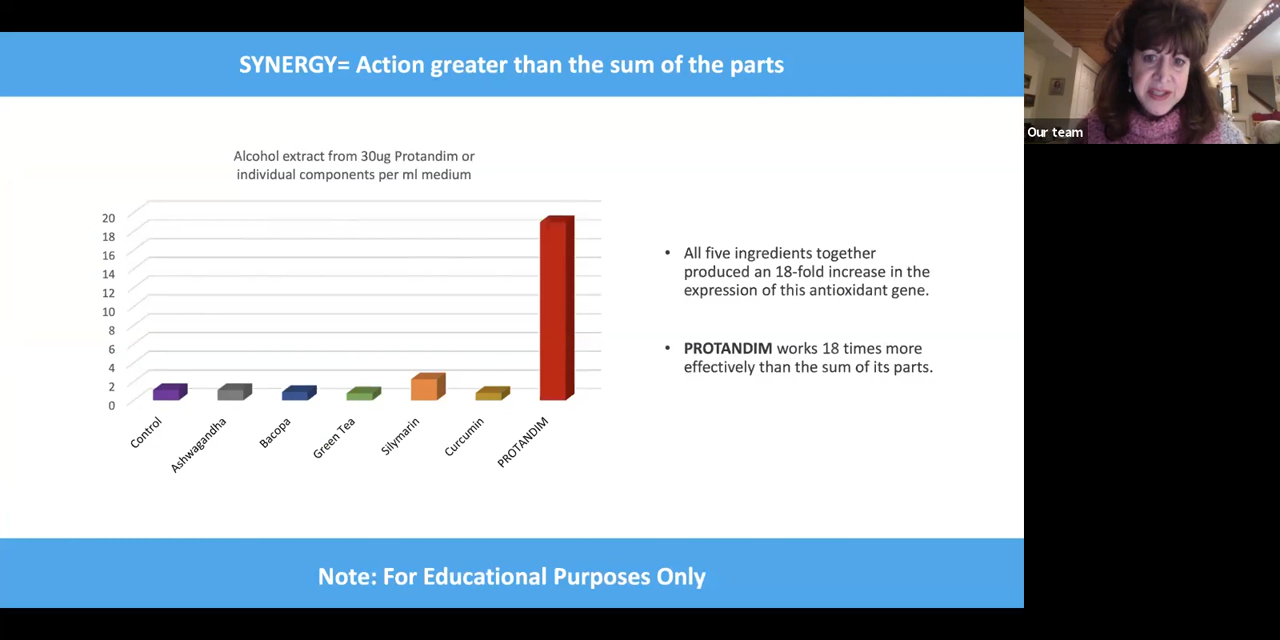 SYNERGY= Action greater than the sum of the parts
Our team
Alcohol extract from 30ug Protandim or
individual components per ml medium
20
18
16
14
12
10
8
6
4
2
0
Control
Ashwagandha
Bacopa
Green Tea
Silymarin
Curcumin
PROTANDIM
• All five ingredients together
produced an 18-fold increase in the
expression of this antioxidant gene.
• PROTANDIM works 18 times more
effectively than the sum of its parts.
Note: For Educational Purposes Only